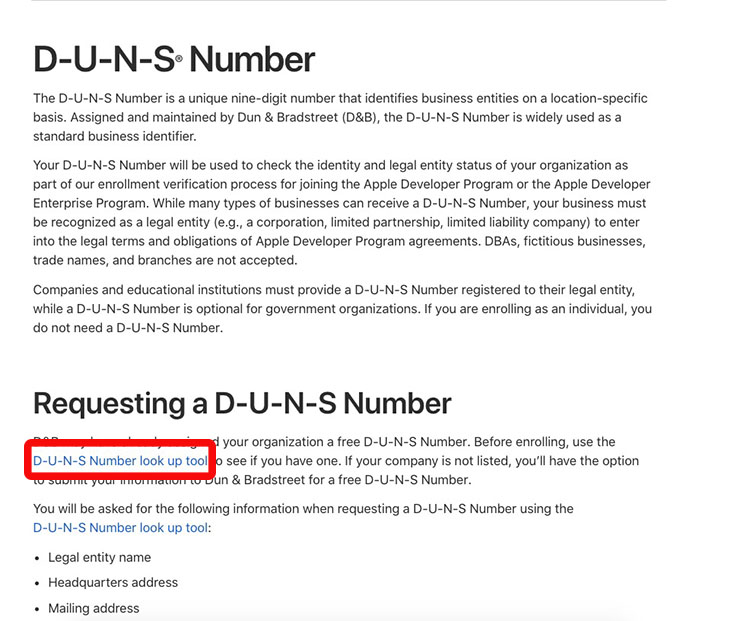 D-U-N-S® Number
The D-U-N-S Number is a unique nine-digit number that identifies business entities on a location-specific
basis. Assigned and maintained by Dun & Bradstreet (D&B), the D-U-N-S Number is widely used as a
standard business identifier.
Your D-U-N-S Number will be used to check the identity and legal entity status of your organization as
part of our enrollment verification process for joining the Apple Developer Program or the Apple Developer
Enterprise Program. While many types of businesses can receive a D-U-N-S Number, your business must
be recognized as a legal entity (e.g., a corporation, limited partnership, limited liability company) to enter
into the legal terms and obligations of Apple Developer Program agreements. DBAs, fictitious businesses,
trade names, and branches are not accepted.
Companies and educational institutions must provide a D-U-N-S Number registered to their legal entity,
while a D-U-N-S Number is optional for government organizations. If you are enrolling as an individual, you
do not need a D-U-N-S Number.
Requesting a D-U-N-S Number
your organization a free D-U-N-S Number. Before enrolling, use the
D-U-N-S Number look up tool see if you have one. If your company is not listed, you’ll have the option
to submit your information to Dun & Bradstreet for a free D-U-N-S Number.
You will be asked for the following information when requesting a D-U-N-S Number using the
D-U-N-S Number look up tool:
• Legal entity name
• Headquarters address
• Mailing address